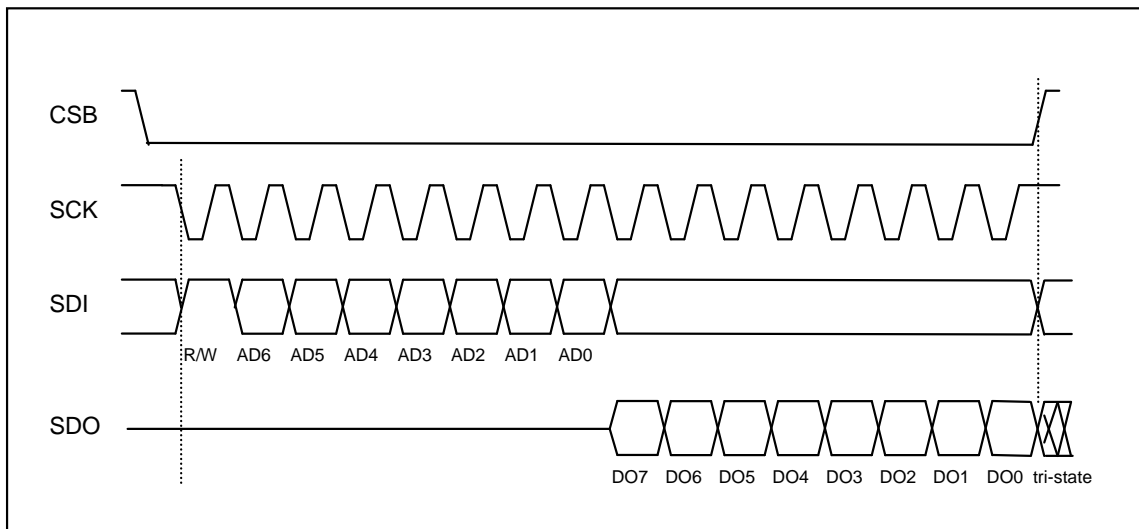 CSB
SCK
SDI
R/W AD6 AD5 AD4 AD3 AD2 AD1 AD0
SDO
DO7 DO6 DO5 DO4 DO3 DO2 DO1 DO0 tri-state